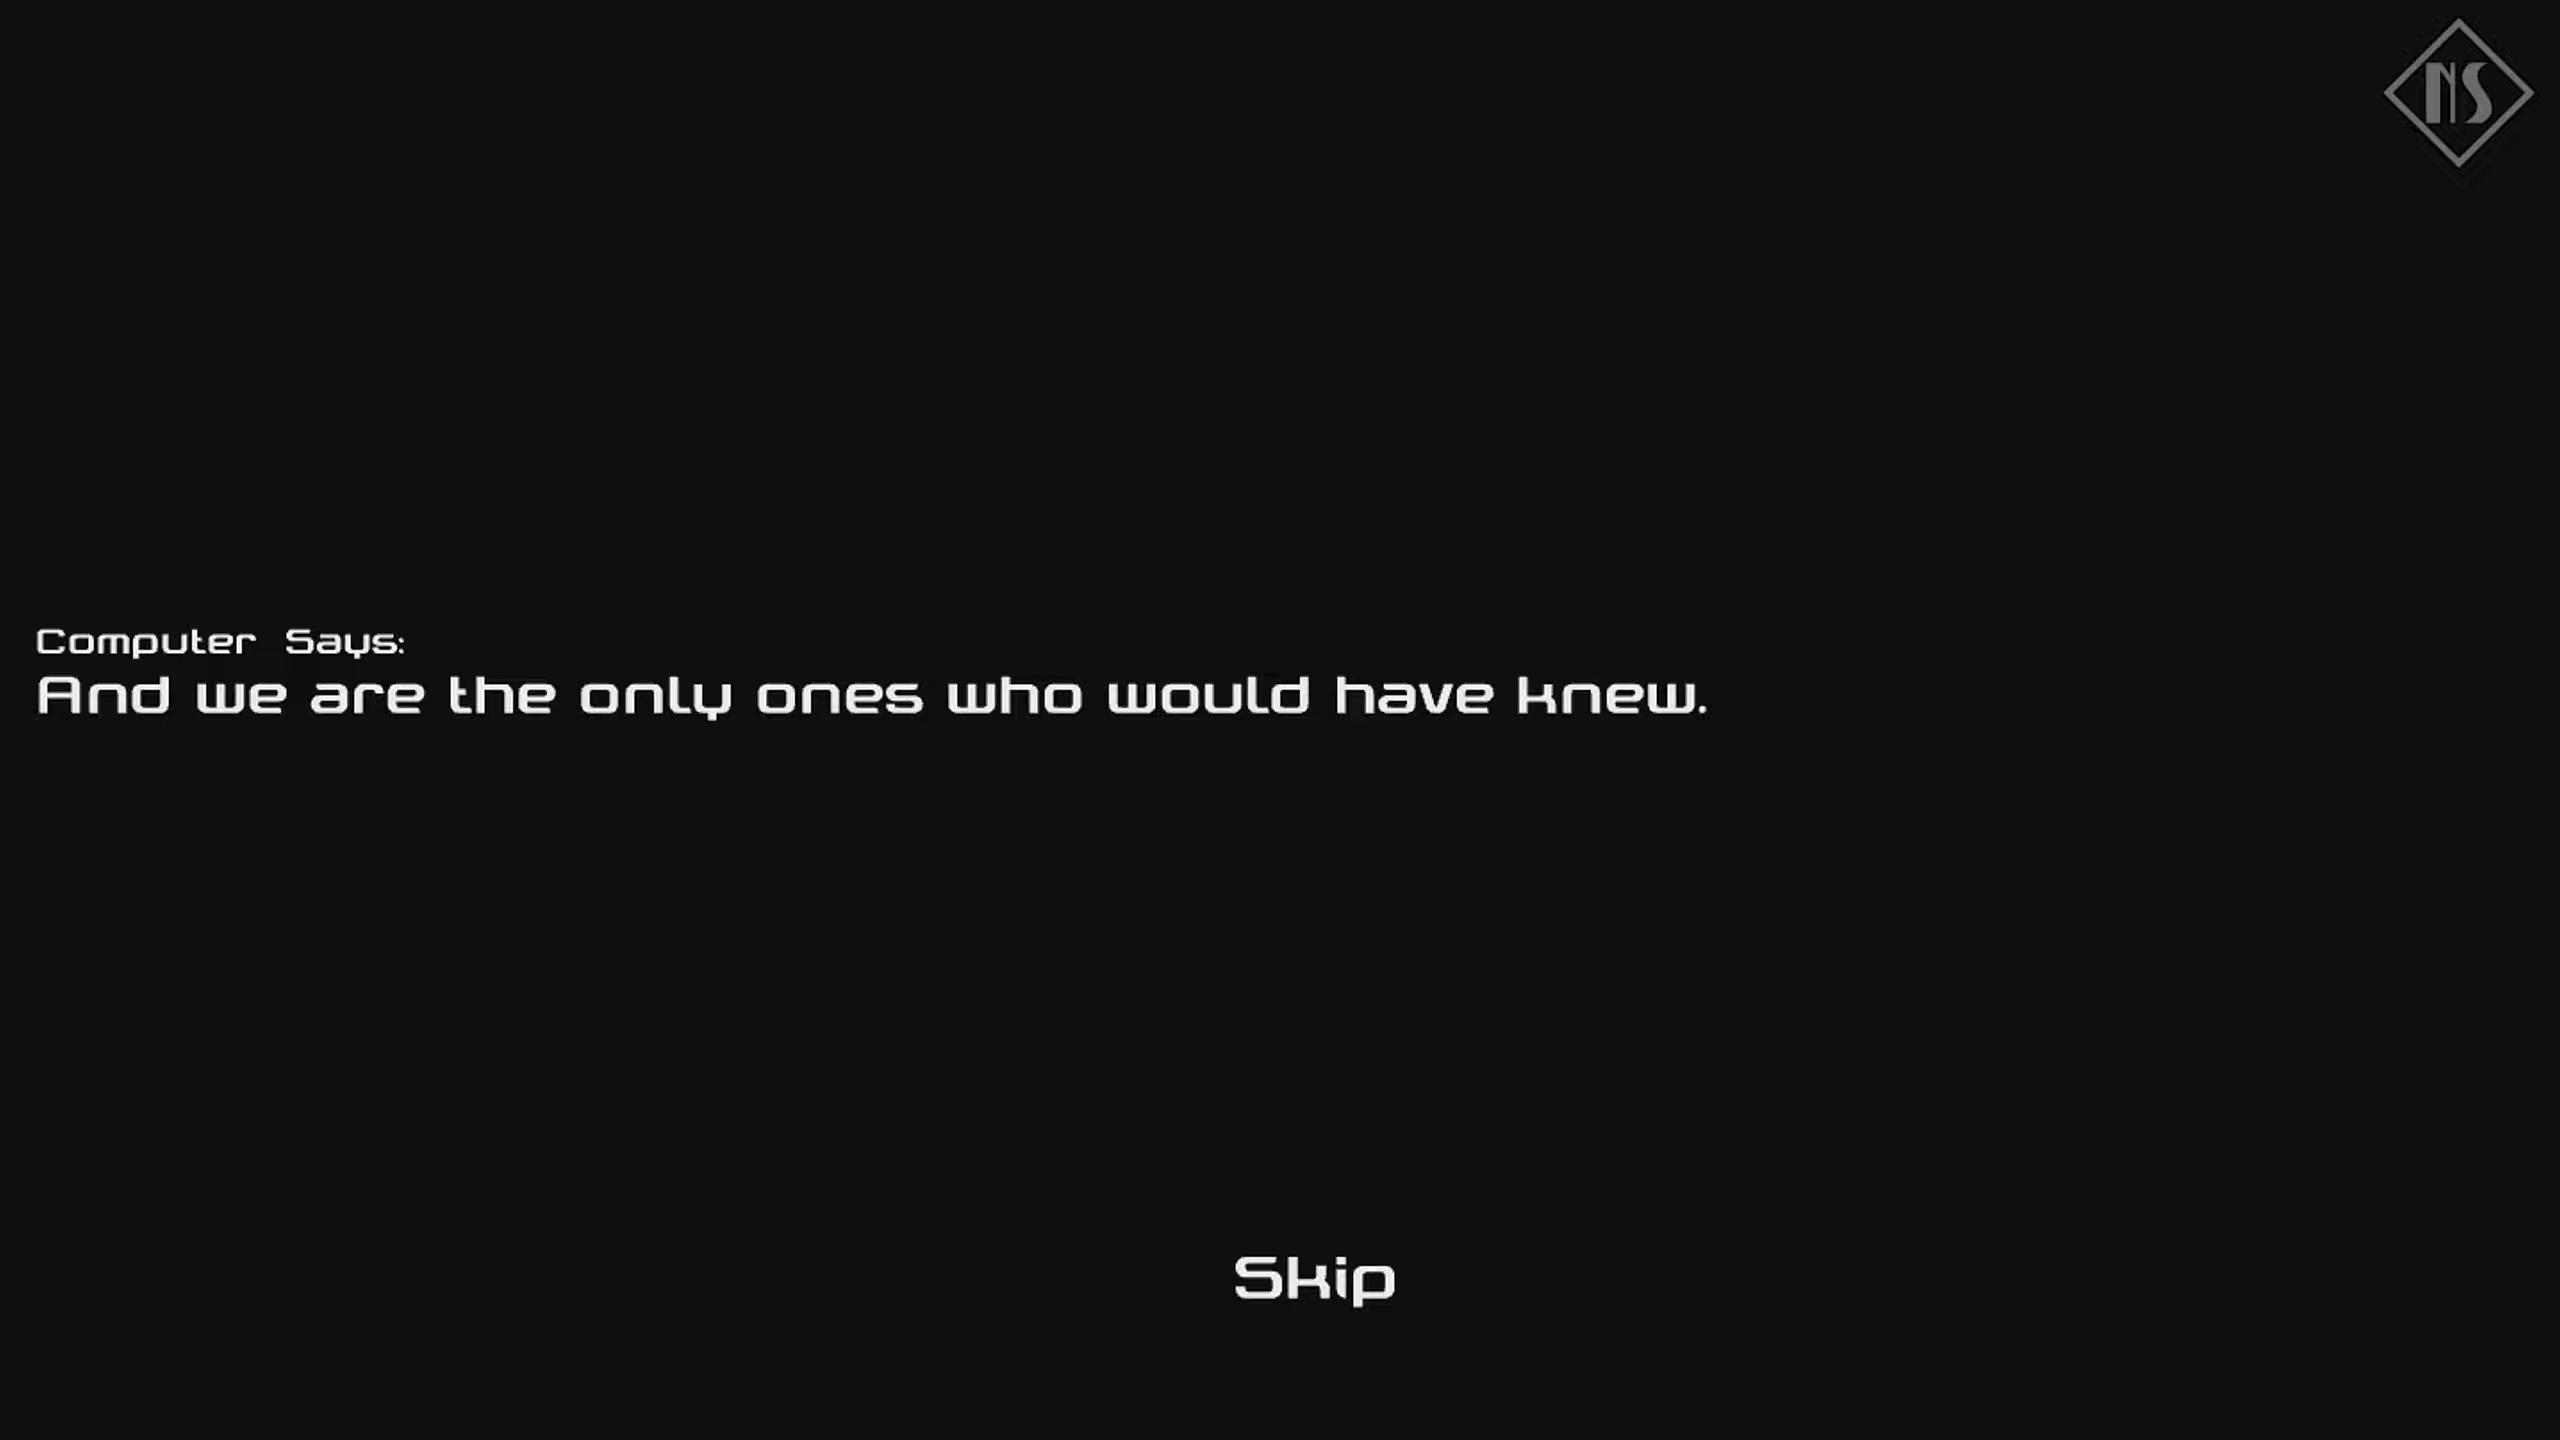 NS
Computer Says:
And we are the only ones who would have knew.
Skip